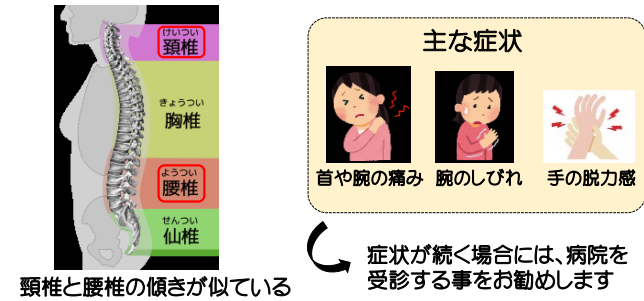 けいつい
頸椎
きょうつい
胸椎
ようつい
腰椎
せんつい
仙椎
頸椎と腰椎の傾きが似ている
主な症状
首や腕の痛み
腕のしびれ
手の脱力感
症状が続く場合には、病院を
受診する事をお勧めします